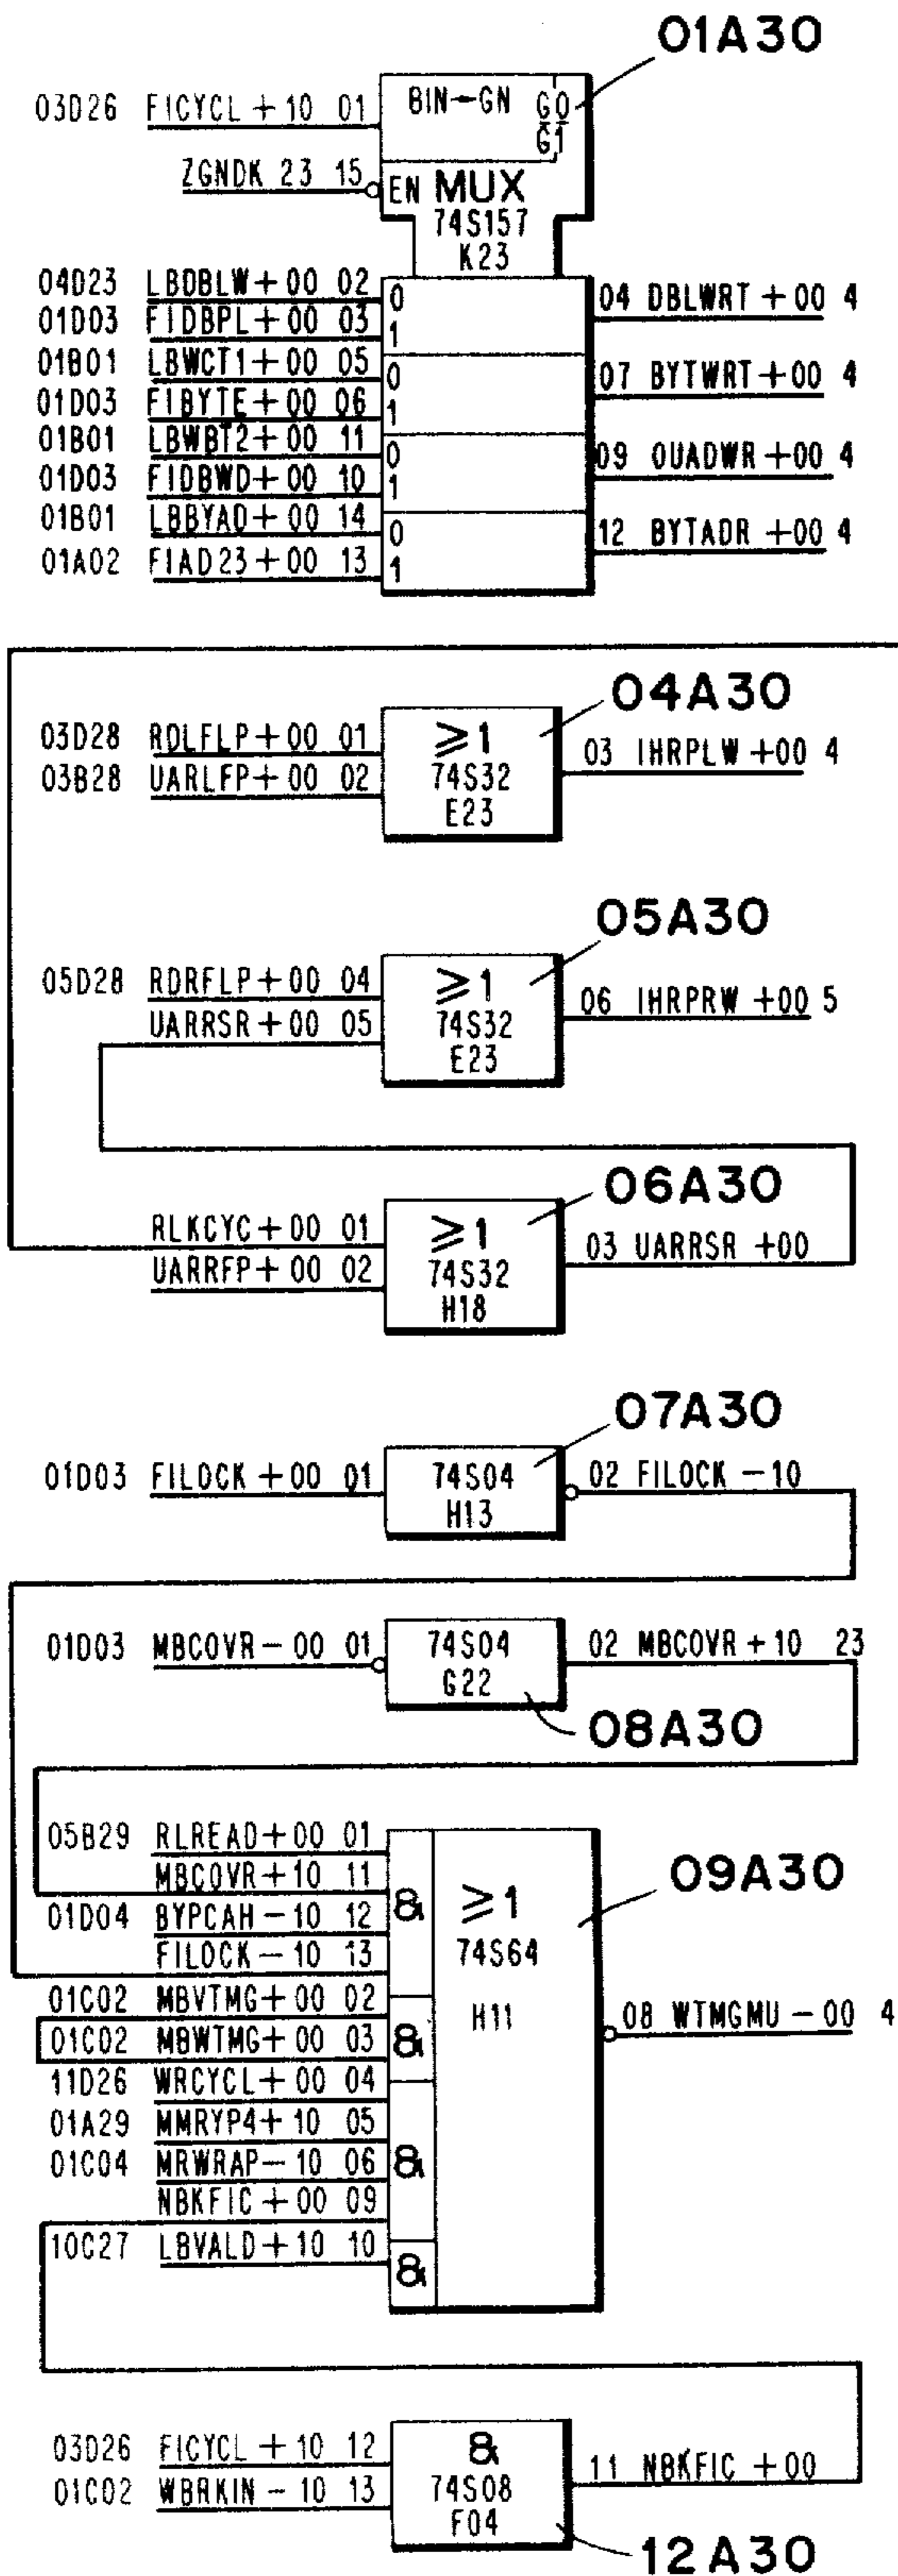 01A30
03D26 FICYCL +10 01 BIN→GN G0
G1
ZGNDK 23 15 EN MUX
74S157
K23
04D23 LBDBLW+00 02 0 04 DBLWRT +00 4
01D03 FIDBPL+00 03 1
01B01 LBWCT1+00 05 0 07 BYTWRT +00 4
01D03 FIBYTE+00 06 1
01B01 LBWBT2+00 11 0 09 QUADWR +00 4
01D03 FIDBWD+00 10 1
01B01 LBBYAD+00 14 0 12 BYTADR +00 4
01A02 FIAD23+00 13 1
04A30
03D28 RDLFLP+00 01 ≥1 03 IHRPLW +00 4
03B28 UARLFP+00 02 74S32
E23
05A30
05D28 RDRFLP+00 04 ≥1 06 IHRPRW +00 5
UARRSR+00 05 74S32
E23
06A30
RLKCYC+00 01 ≥1 03 UARRSR +00
UARRFP+00 02 74S32
H18
07A30
01D03 FILOCK +00 01 74S04 02 FILOCK -10
H13
01D03 MBCOVR-00 01 74S04 02 MBCOVR+10 23
G22
08A30
05B29 RLREAD+00 01
MBCOVR+10 11 & ≥1 09A30
01D04 BYPCAH-10 12 74S64
FILOCK-10 13
01C02 MBVTMG+00 02 H11
01C02 MBWTMG+00 03 & 08 WTMGMU-00 4
11D26 WRCYCL+00 04
01A29 MMRYP4+10 05
01C04 MRWRAP-10 06 &
NBKFIC+00 09
10C27 LBVALD+10 10 &
03D26 FICYCL +10 12 & 11 NBKFIC +00
01C02 WBRKIN -10 13 74S08
F04
12A30